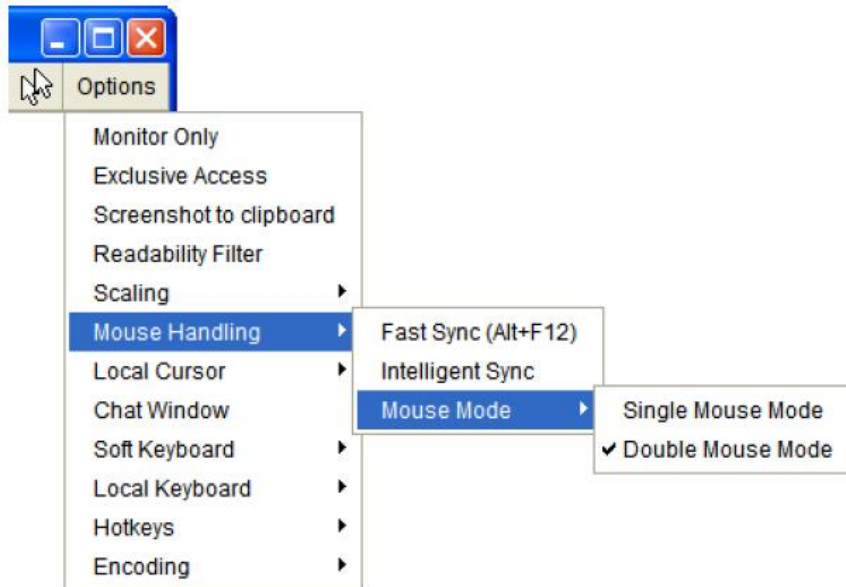 Options
Monitor Only
Exclusive Access
Screenshot to clipboard
Readability Filter
Scaling
Mouse Handling
Fast Sync (Alt+F12)
Local Cursor
Intelligent Sync
Chat Window
Mouse Mode
Single Mouse Mode
Soft Keyboard
Double Mouse Mode
Local Keyboard
Hotkeys
Encoding